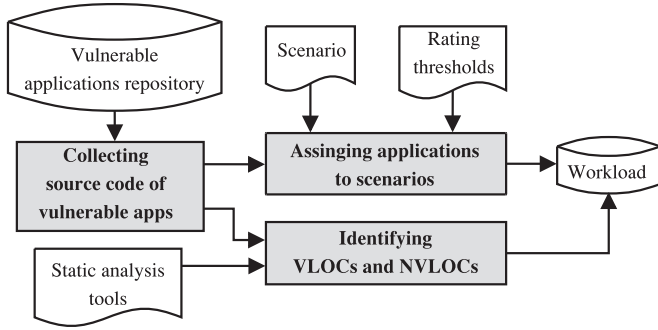 Vulnerable
applications repository
Scenario
Rating
thresholds
Collecting
source code of
vulnerable apps
Assinging applications
to scenarios
Workload
Identifying
VLOCs and NVLOCs
Static analysis
tools